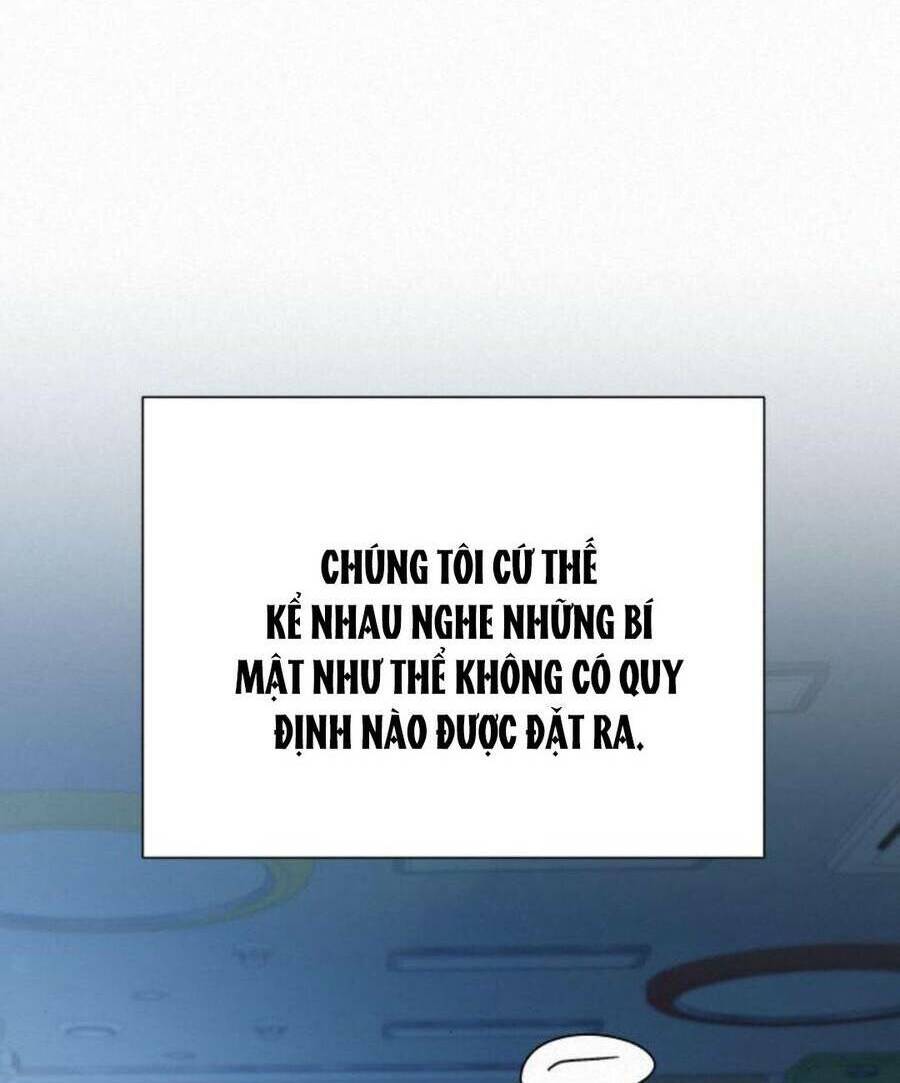 CHÚNG TÔI CỨ THẾ
KỂ NHAU NGHE NHỮNG BÍ
MẬT NHƯ THỂ KHÔNG CÓ QUY
ĐỊNH NÀO ĐƯỢC ĐẶT RA.